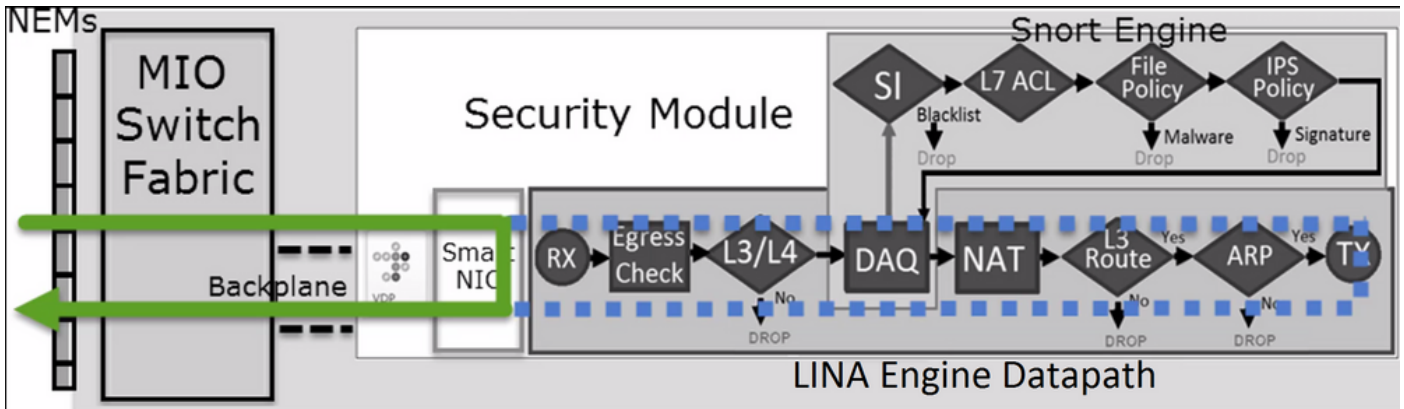 NEMs
MIO
Switch
Fabric
Backplane
Security Module
VDP
Smart
NIC
Snort Engine
SI
L7 ACL
File
Policy
IPS
Policy
Blacklist
Drop
Malware
Drop
Signature
Drop
RX
Egress
Check
L3/L4
No
DROP
DAQ
NAT
L3
Route
Yes
No
DROP
ARP
Yes
No
DROP
TX
LINA Engine Datapath